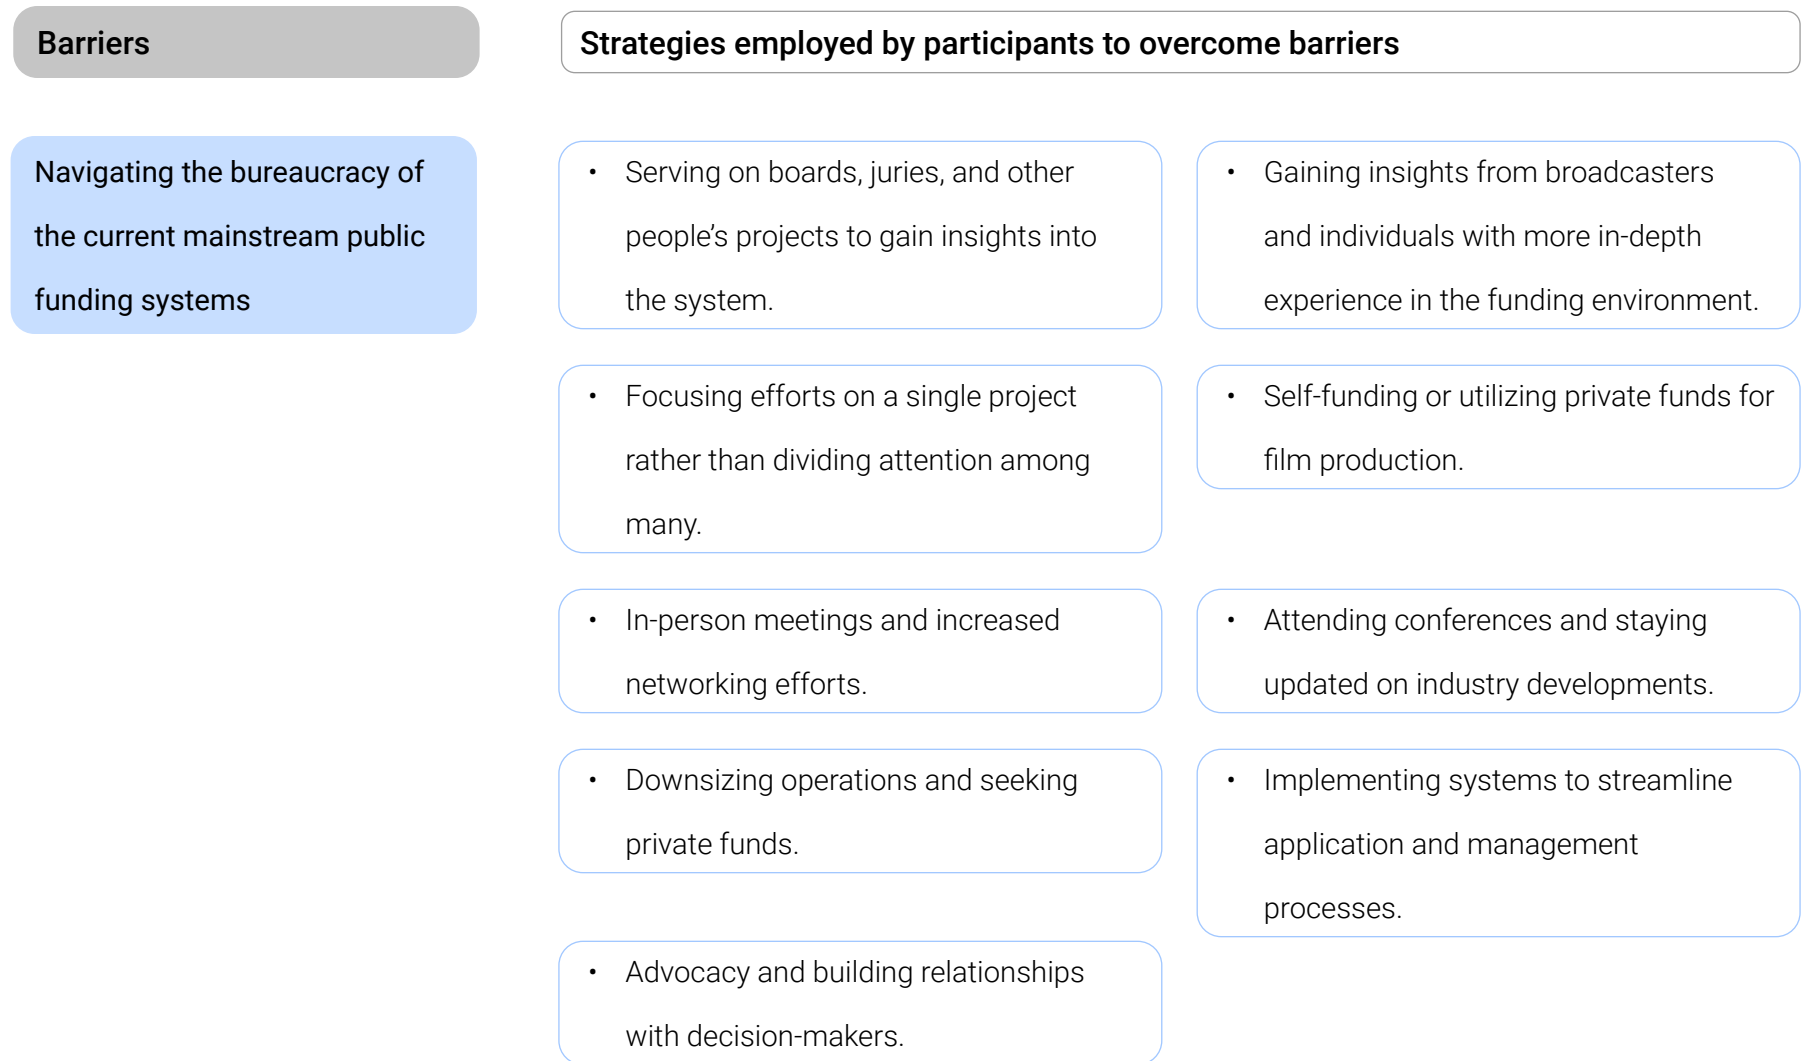 Barriers
Strategies employed by participants to overcome barriers
Navigating the bureaucracy of
the current mainstream public
funding systems
• Serving on boards, juries, and other
people’s projects to gain insights into
the system.
• Gaining insights from broadcasters
and individuals with more in-depth
experience in the funding environment.
• Focusing efforts on a single project
rather than dividing attention among
many.
• Self-funding or utilizing private funds for
film production.
• In-person meetings and increased
networking efforts.
• Attending conferences and staying
updated on industry developments.
• Downsizing operations and seeking
private funds.
• Implementing systems to streamline
application and management
processes.
• Advocacy and building relationships
with decision-makers.